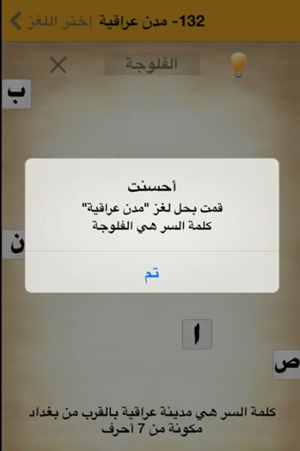 132- مدن عراقية إختر اللغز
الفلوجة
ب
أحسنت
قمت بحل لغز "مدن عراقية"
كلمة السر هي الفلوجة
ن
تم
ا
ص
كلمة السر هي مدينة عراقية بالقرب من بغداد
مكونة من 7 أحرف